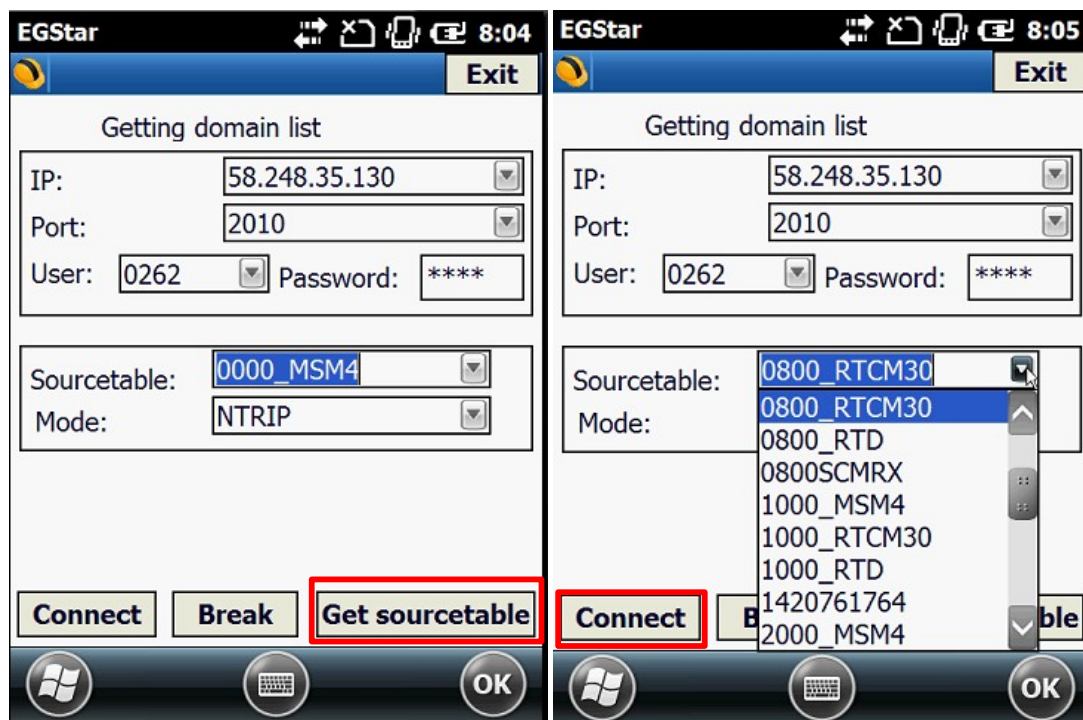 EGStar 8:04
Exit
Getting domain list
IP: 58.248.35.130
Port: 2010
User: 0262 Password: ****
Sourcetable: 0000_MSM4
Mode: NTRIP
Connect Break Get sourcetable
OK
EGStar 8:05
Exit
Getting domain list
IP: 58.248.35.130
Port: 2010
User: 0262 Password: ****
Sourcetable: 0800_RTCM30
Mode:
0800_RTCM30
0800_RTD
0800SCMRX
1000_MSM4
1000_RTCM30
1000_RTD
1420761764
2000_MSM4
Connect B ble
OK